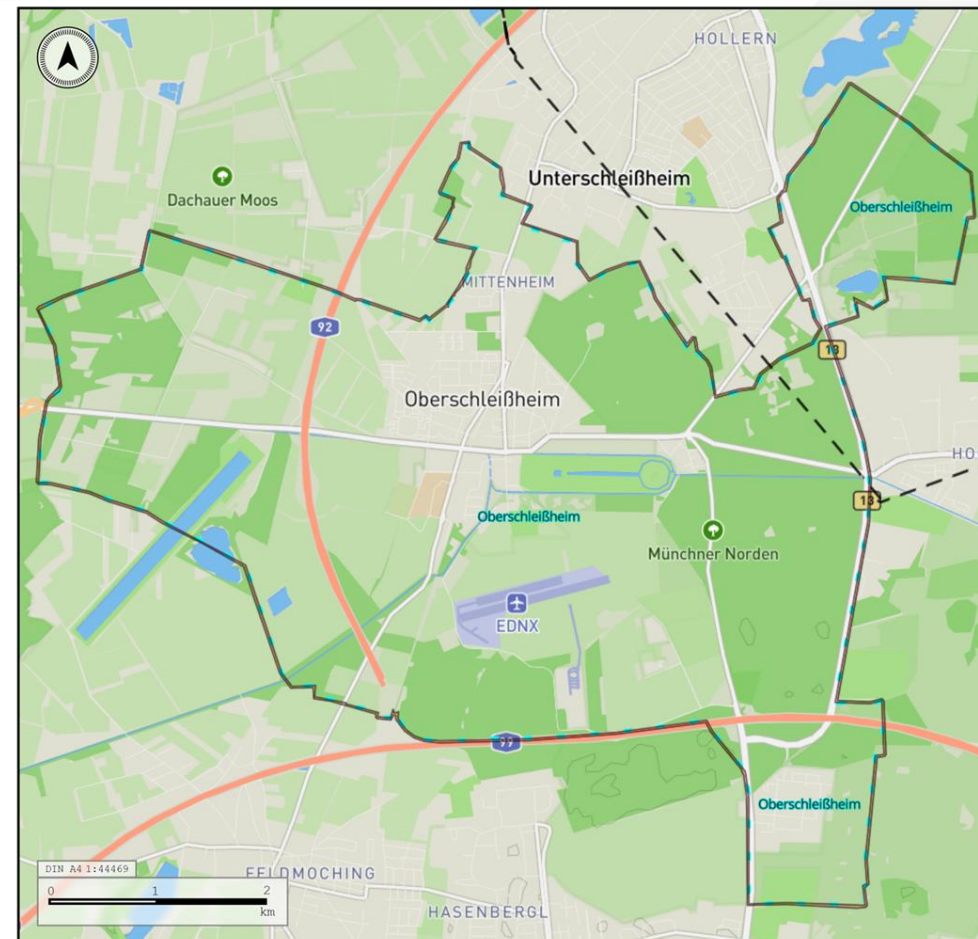 HOLLERN
Unterschleißheim
Dachauer Moos
Oberschleißheim
MITTENHEIM
92
13
Oberschleißheim
HO
13
Oberschleißheim
Münchner Norden
EDNX
99
Oberschleißheim
DIN A4 1:44469
0 1 2
km
FELDMOCHING
HASENBERGL